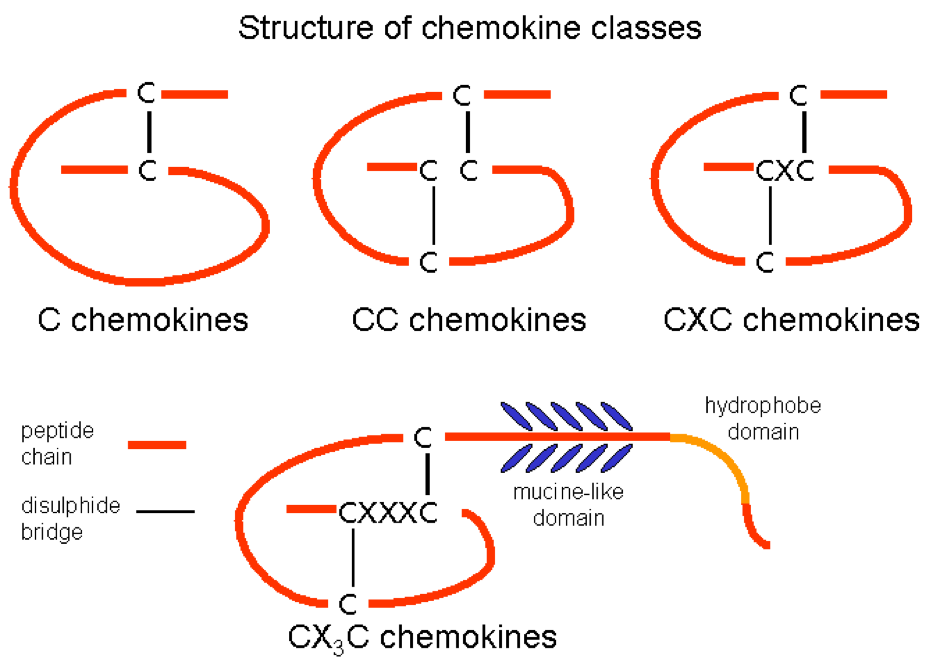 Structure of chemokine classes
C
C
C
C C
C
C
CXC
C
C chemokines
CC chemokines
CXC chemokines
peptide
chain
disulphide
bridge
C
CXXXC
C
mucine-like
domain
hydrophobe
domain
CX₃C chemokines